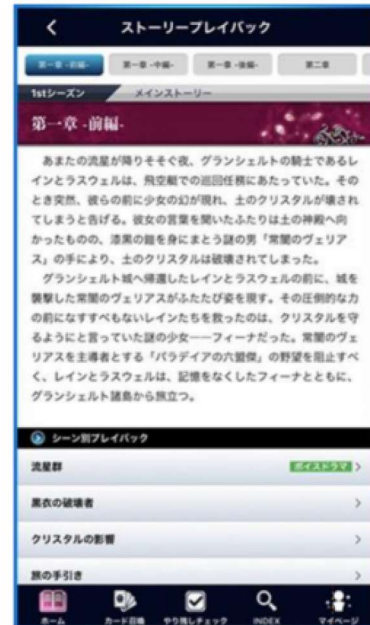 ストーリープレイバック
第一章 -前編-
第一章 -中編-
第一章 -後編-
第二章
1stシーズン
メインストーリー
第一章 -前編-
あまたの流星が降りそそぐ夜、グランシェルトの騎士であるレ
インとラスウェルは、飛空艇での巡回任務にあたっていた。その
とき突然、彼らの前に少女の幻が現れ、土のクリスタルが壊され
てしまうと告げる。彼女の言葉を聞いたふたりは土の神殿へ向
かったものの、漆黒の鎧を身にまとう謎の男「常闇のヴェリア
ス」の手により、土のクリスタルは破壊されてしまった。
グランシェルト城へ帰還したレインとラスウェルの前に、城を
襲撃した常闇のヴェリアスがふたたび姿を現す。その圧倒的な力
の前になすすべもないレインたちを救ったのは、クリスタルを守
るようにと言っていた謎の少女――フィーナだった。常闇のヴェ
リアスを主導者とする「パラデイアの六盟傑」の野望を阻止すべ
く、レインとラスウェルは、記憶をなくしたフィーナとともに、
グランシェルト諸島から旅立つ。
シーン別プレイバック
流星群
ボイスドラマ
黒衣の破壊者
クリスタルの影響
旅の手引き
ホーム
カード召喚
やり残しチェック
INDEX
マイページ